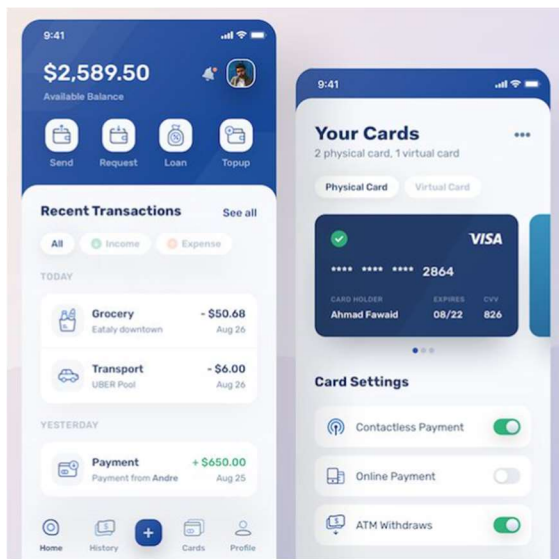 9:41
$2,589.50
Available Balance
Send Request Loan Topup
Recent Transactions See all
All Income Expense
TODAY
Grocery - $50.68
Eataly downtown Aug 26
Transport - $6.00
UBER Pool Aug 26
YESTERDAY
Payment + $650.00
Payment from Andre Aug 25
Home History + Cards Profile
9:41
Your Cards
2 physical card, 1 virtual card
Physical Card Virtual Card
VISA
**** **** **** 2864
CARD HOLDER EXPIRES CVV
Ahmad Fawaid 08/22 826
Card Settings
Contactless Payment
Online Payment
ATM Withdraws